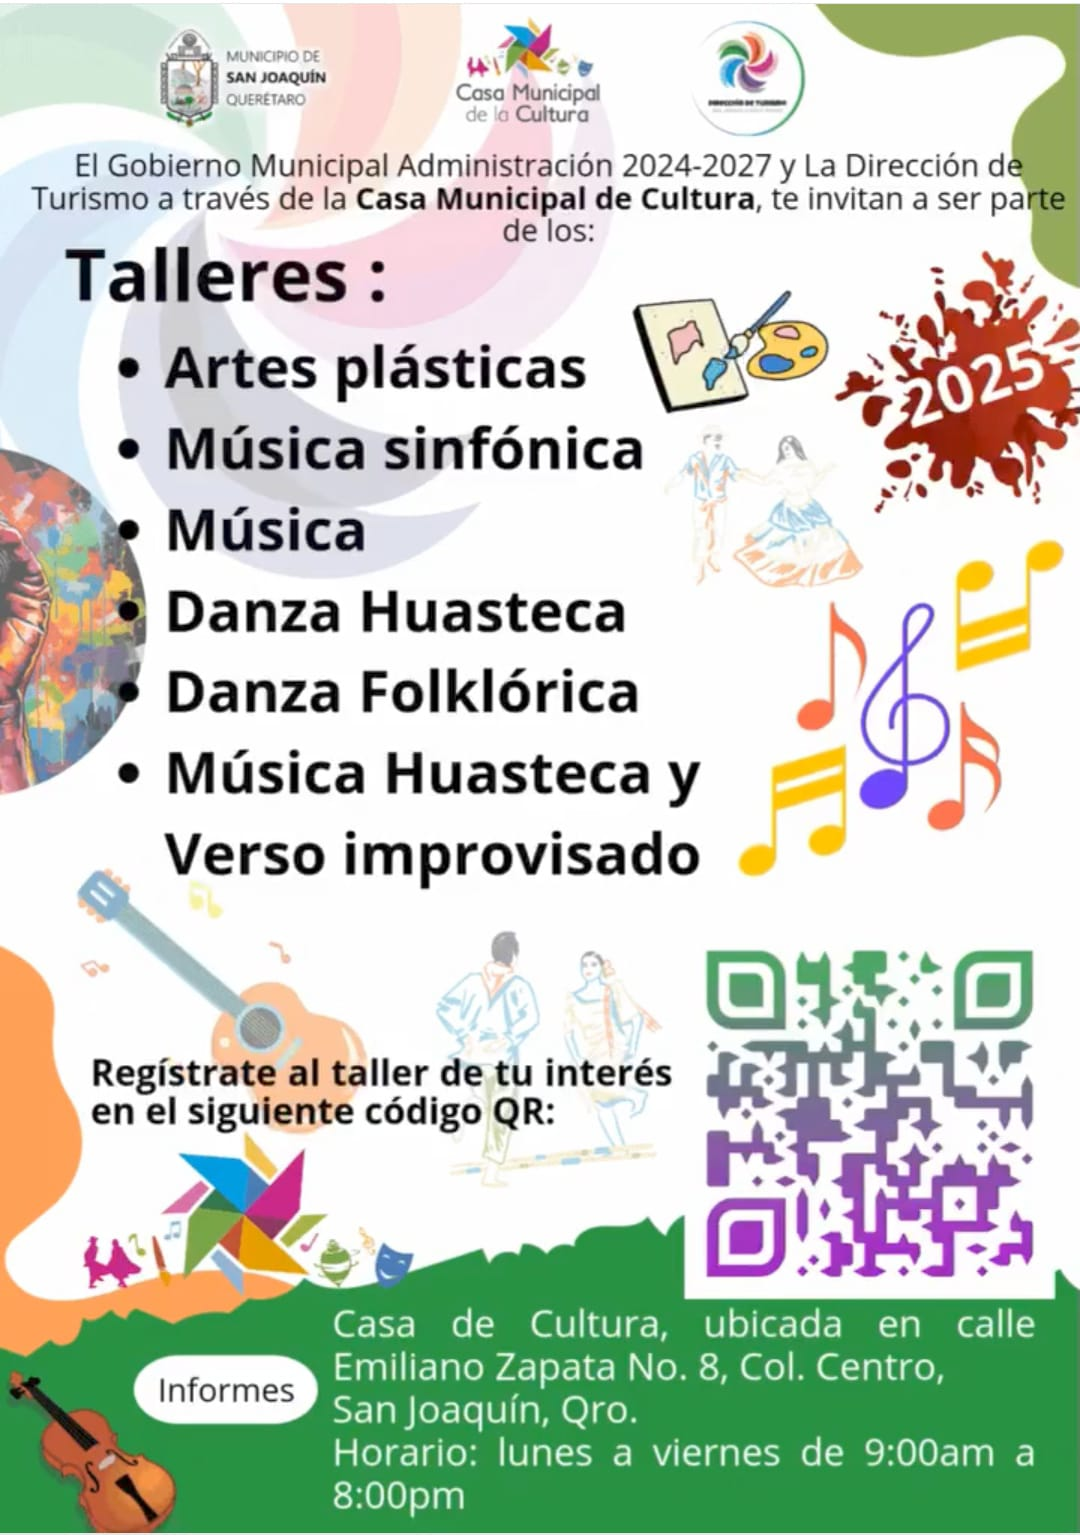 MUNICIPIO DE
SAN JOAQUÍN
QUERÉTARO
Casa Municipal
de la Cultura
DIRECCIÓN DE TURISMO
El Gobierno Municipal Administración 2024-2027 y La Dirección de
Turismo a través de la Casa Municipal de Cultura, te invitan a ser parte
de los:
Talleres :
2025
• Artes plásticas
• Música sinfónica
• Música
• Danza Huasteca
• Danza Folklórica
• Música Huasteca y
Verso improvisado
Regístrate al taller de tu interés
en el siguiente código QR:
Informes
Casa de Cultura, ubicada en calle
Emiliano Zapata No. 8, Col. Centro,
San Joaquín, Qro.
Horario: lunes a viernes de 9:00am a
8:00pm